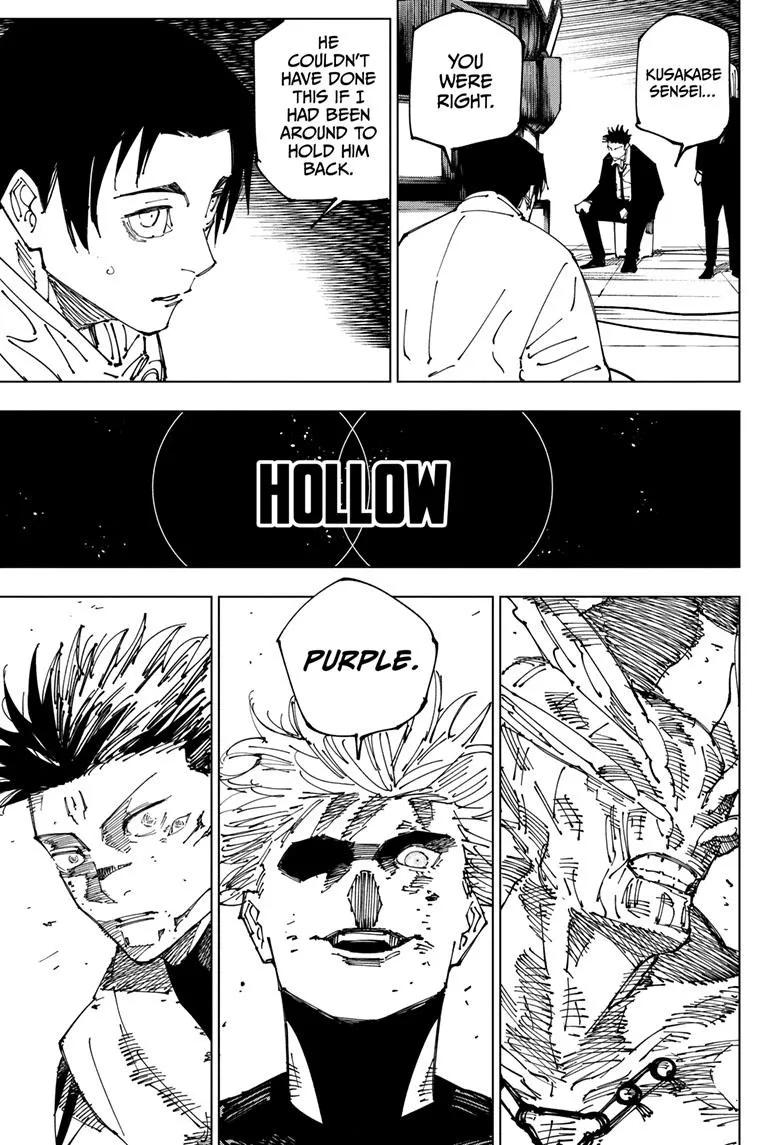 KUSAKABE
SENSEI...
YOU
WERE
RIGHT.
HE
COULDN'T
HAVE DONE
THIS IF I
HAD BEEN
AROUND TO
HOLD HIM
BACK.
HOLLOW
PURPLE.